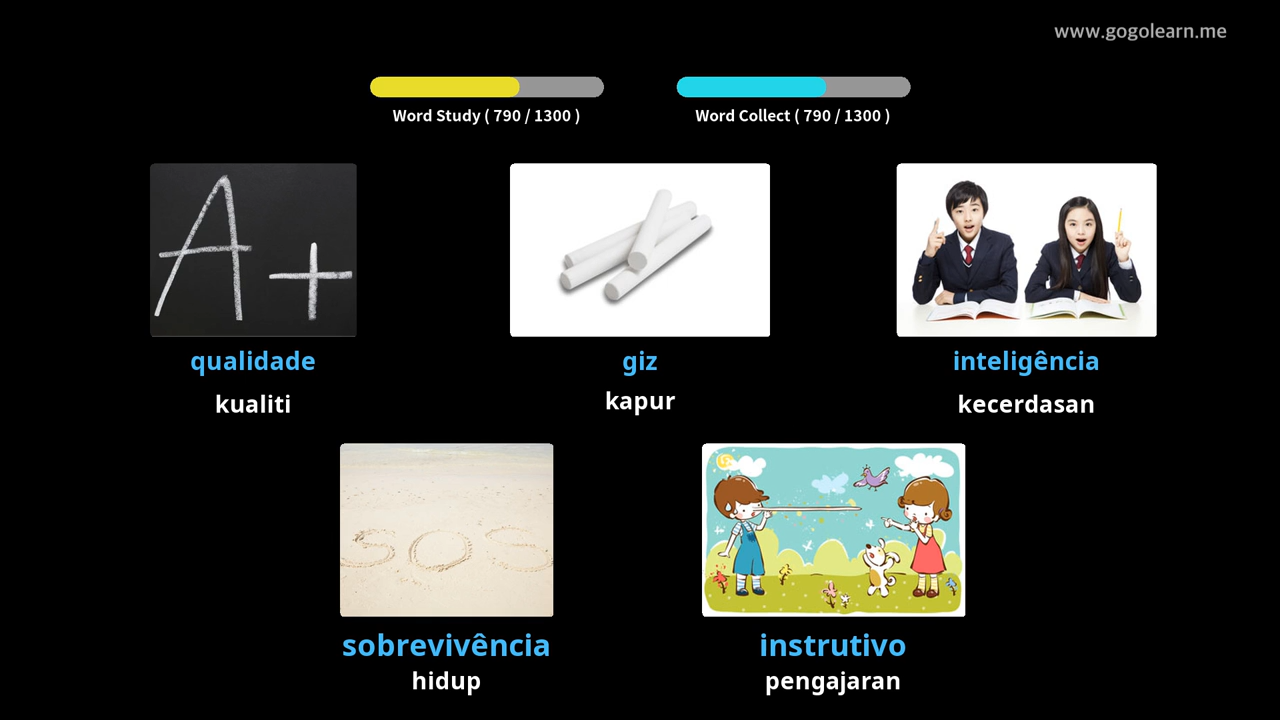 www.gogolearn.me
Word Study ( 790 / 1300 )
Word Collect ( 790 / 1300 )
A+
qualidade
giz
inteligência
kualiti
kapur
kecerdasan
SOS
sobrevivência
instrutivo
hidup
pengajaran